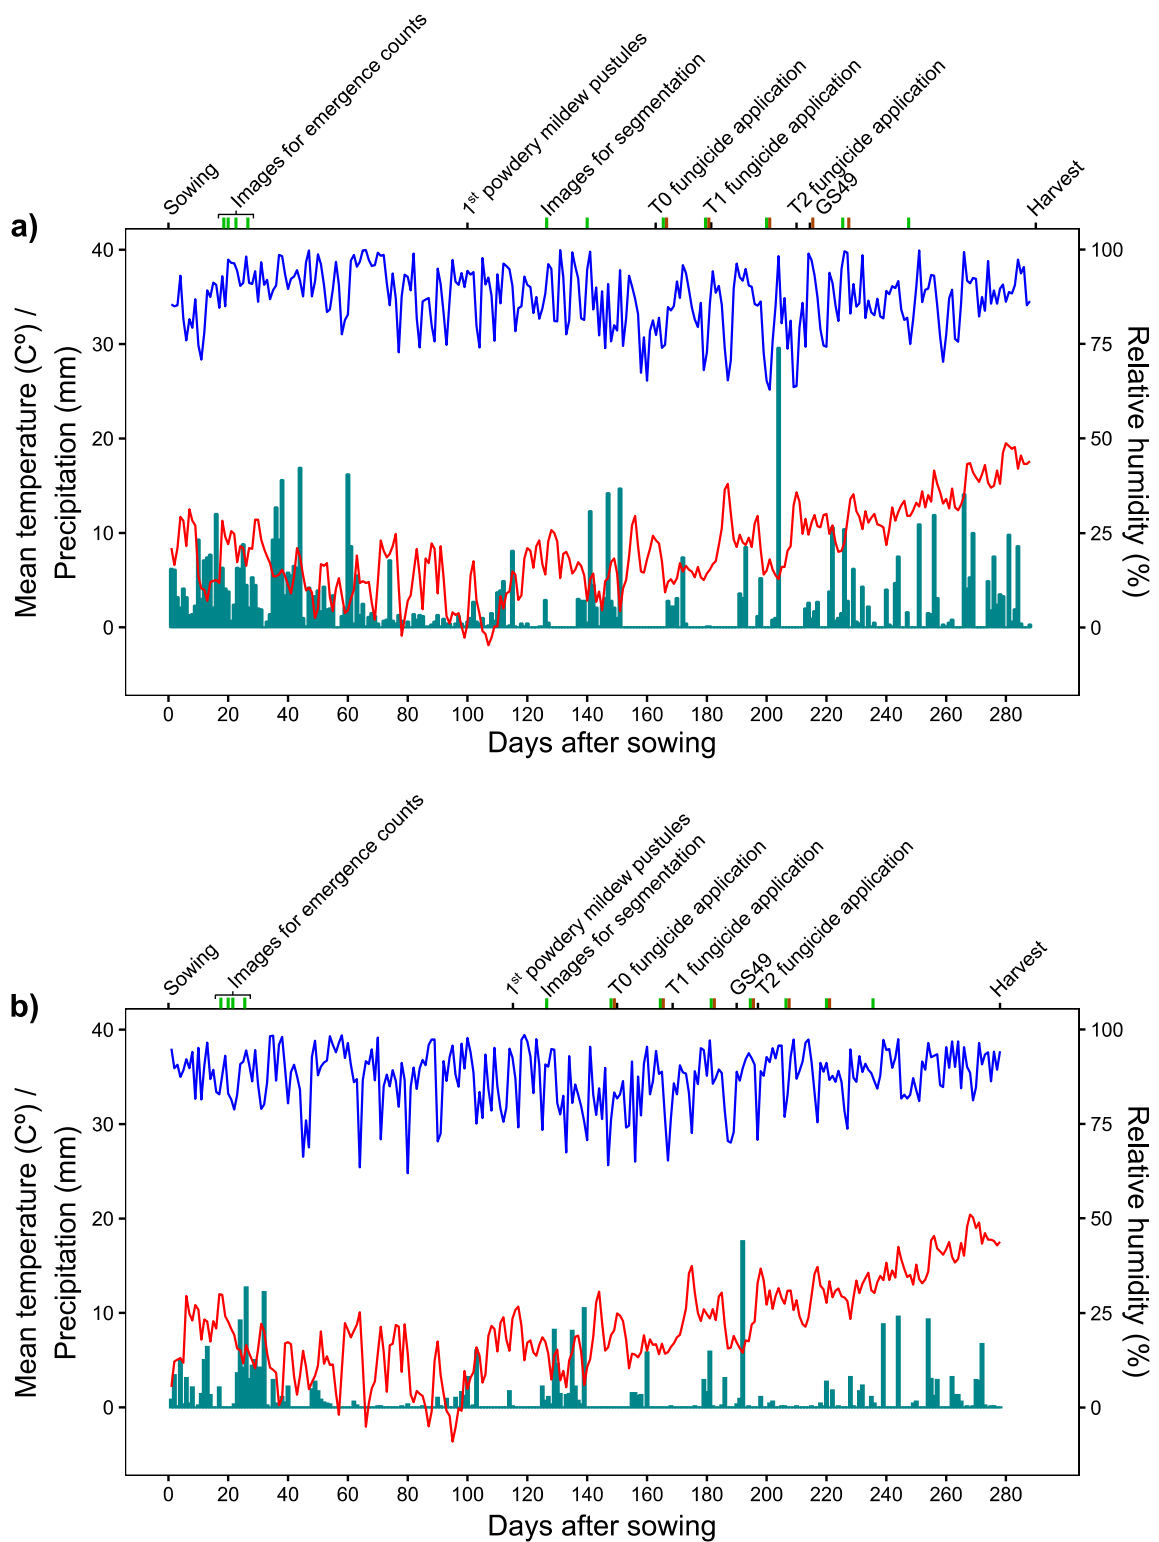 Sowing
Images for emergence counts
1st powdery mildew pustules
Images for segmentation
T0 fungicide application
T1 fungicide application
T2 fungicide application
GS49
Harvest
a)
40
30
20
10
0
Mean temperature (Cº) /
Precipitation (mm)
100
75
50
25
0
Relative humidity (%)
0 20 40 60 80 100 120 140 160 180 200 220 240 260 280
Days after sowing
Sowing
Images for emergence counts
1st powdery mildew pustules
Images for segmentation
T0 fungicide application
T1 fungicide application
GS49
T2 fungicide application
Harvest
b)
40
30
20
10
0
Mean temperature (Cº) /
Precipitation (mm)
100
75
50
25
0
Relative humidity (%)
0 20 40 60 80 100 120 140 160 180 200 220 240 260 280
Days after sowing